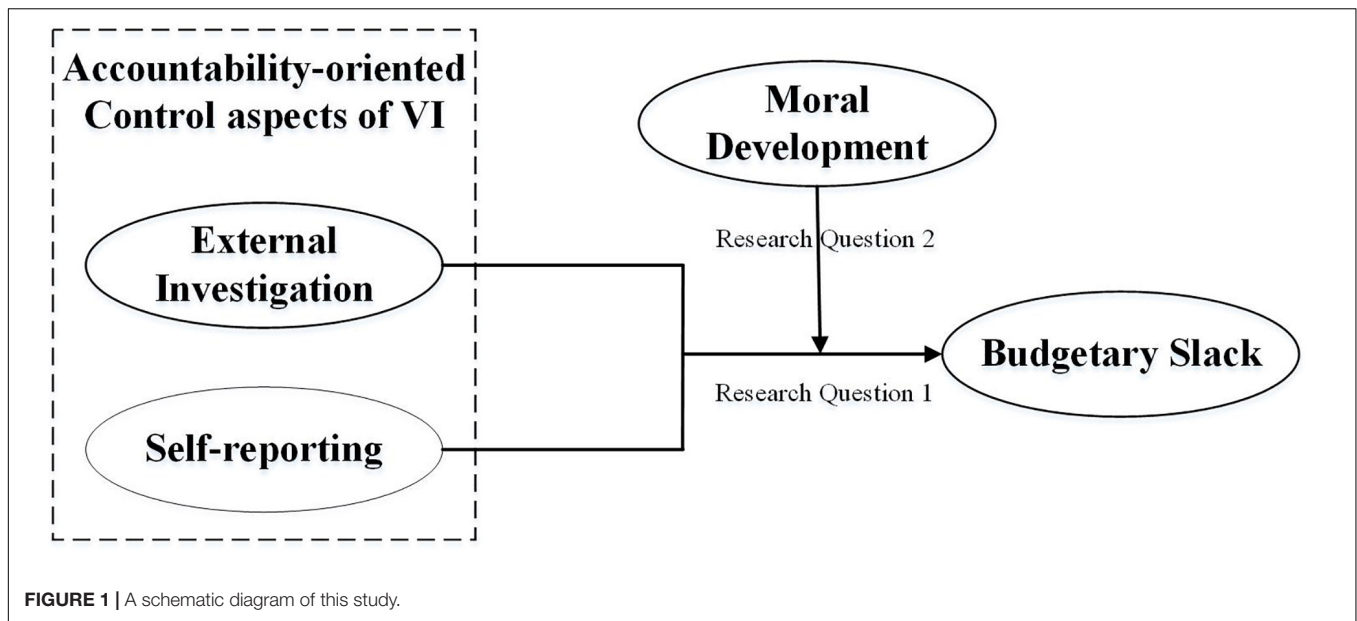 Accountability-oriented
Control aspects of VI
External
Investigation
Self-reporting
Moral
Development
Research Question 2
Research Question 1
Budgetary Slack
FIGURE 1 | A schematic diagram of this study.